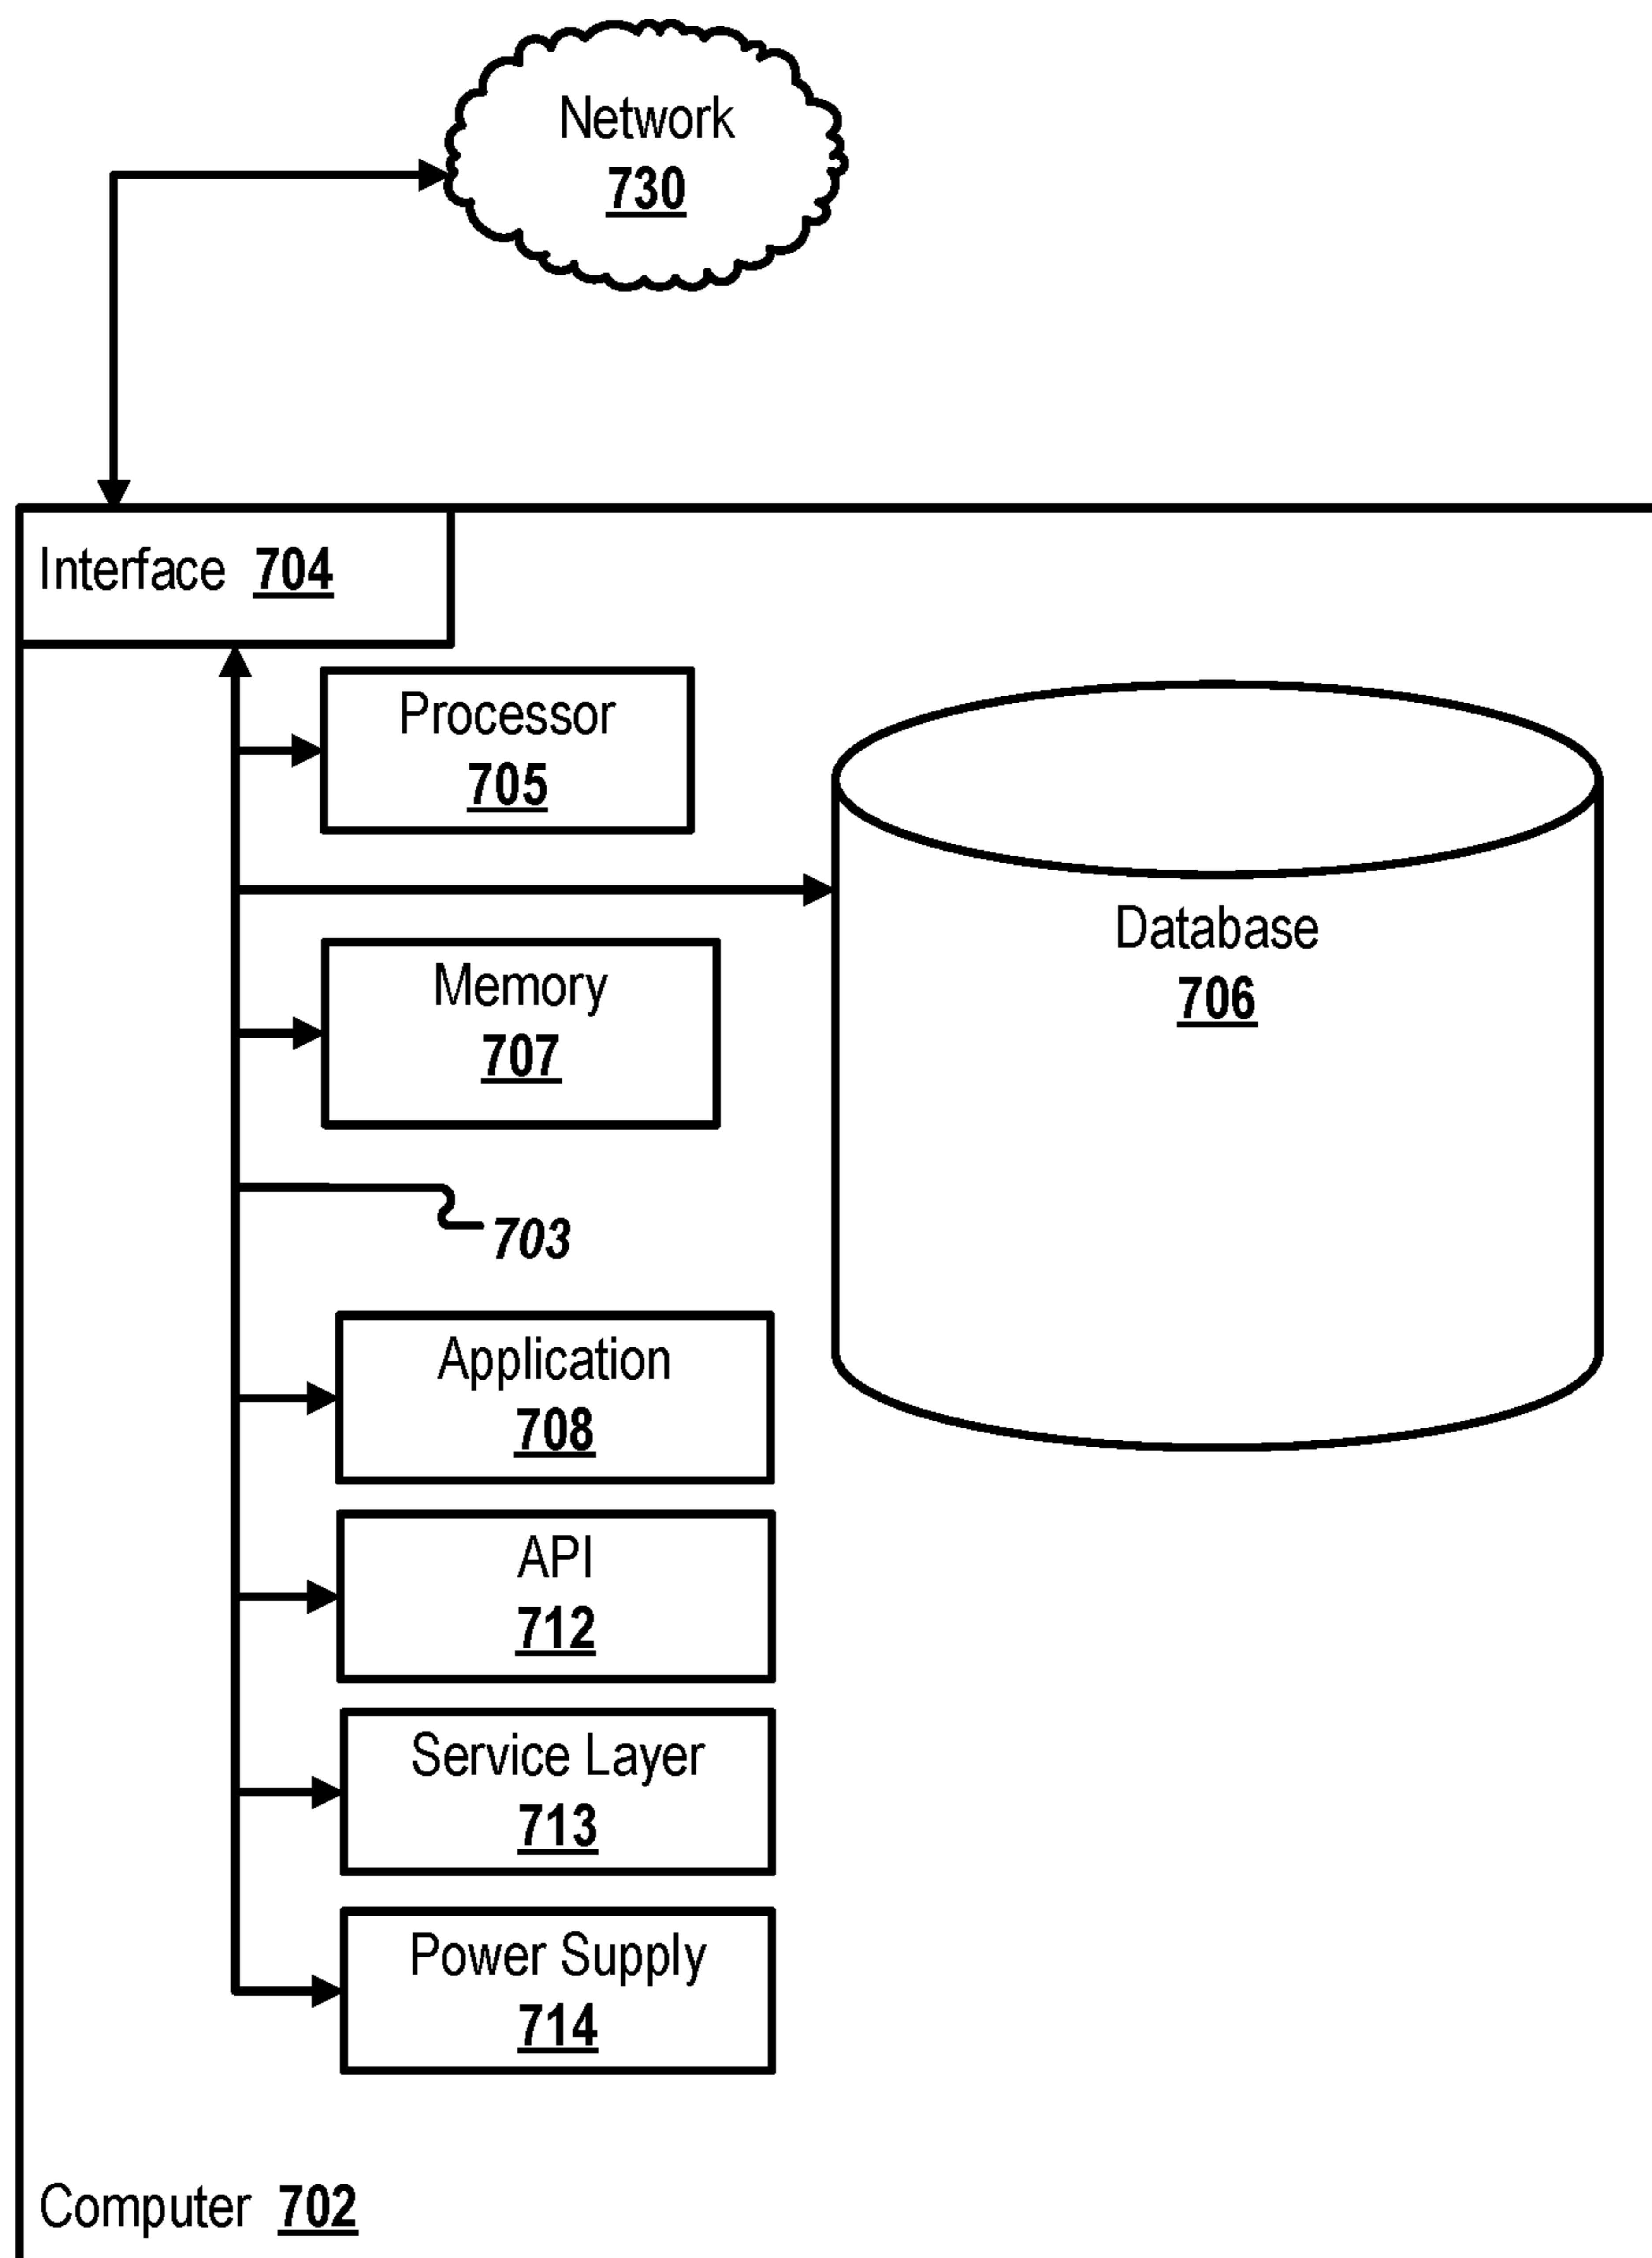 Network
730
Interface 704
Processor
705
Database
706
Memory
707
703
Application
708
API
712
Service Layer
713
Power Supply
714
Computer 702